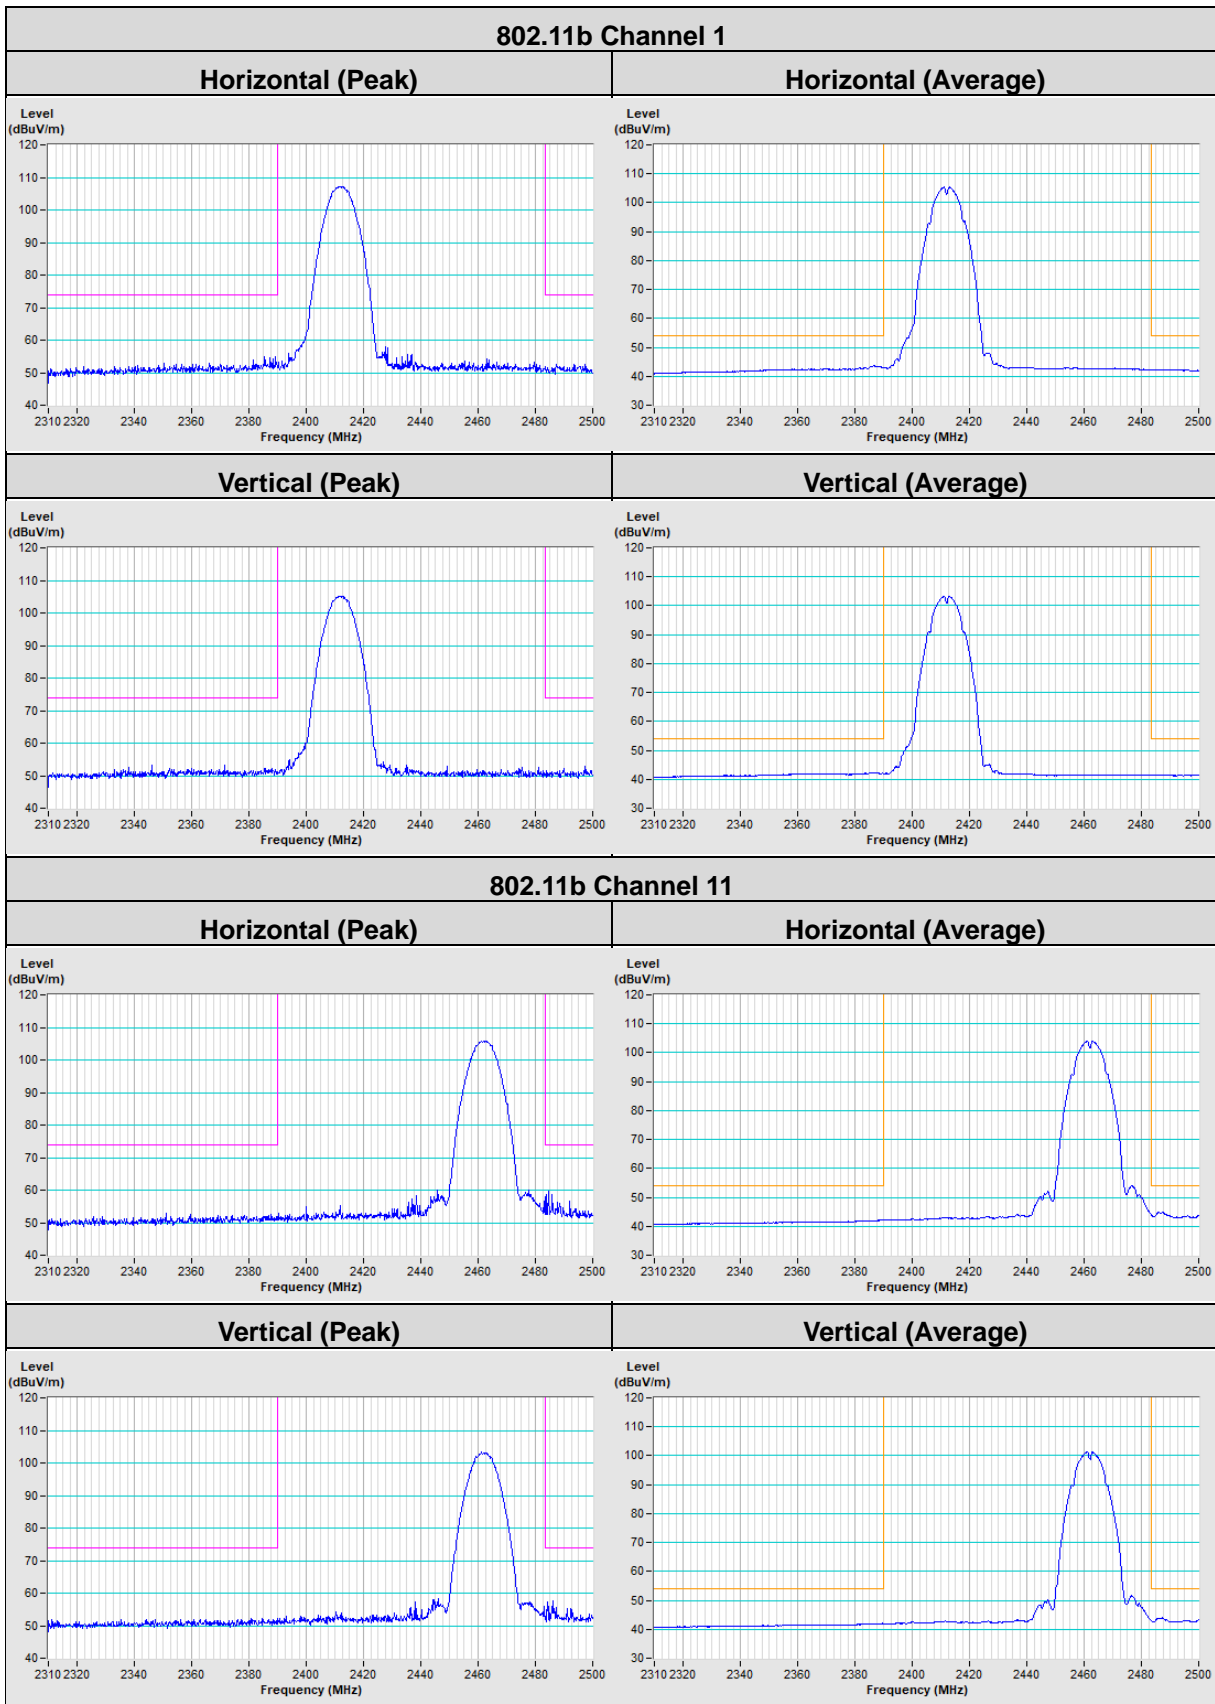 802.11b Channel 1
Horizontal (Peak) Horizontal (Average)
Level Level
(dBuV/m) (dBuV/m)
120 120
110 110
100 100
90 90
80 80
70 70
60 60
50 50
40 40
30
2310 2320 2340 2360 2380 2400 2420 2440 2460 2480 2500 2310 2320 2340 2360 2380 2400 2420 2440 2460 2480 2500
Frequency (MHz) Frequency (MHz)
Vertical (Peak) Vertical (Average)
Level Level
(dBuV/m) (dBuV/m)
120 120
110 110
100 100
90 90
80 80
70 70
60 60
50 50
40 40
30
2310 2320 2340 2360 2380 2400 2420 2440 2460 2480 2500 2310 2320 2340 2360 2380 2400 2420 2440 2460 2480 2500
Frequency (MHz) Frequency (MHz)
802.11b Channel 11
Horizontal (Peak) Horizontal (Average)
Level Level
(dBuV/m) (dBuV/m)
120 120
110 110
100 100
90 90
80 80
70 70
60 60
50 50
40 40
30
2310 2320 2340 2360 2380 2400 2420 2440 2460 2480 2500 2310 2320 2340 2360 2380 2400 2420 2440 2460 2480 2500
Frequency (MHz) Frequency (MHz)
Vertical (Peak) Vertical (Average)
Level Level
(dBuV/m) (dBuV/m)
120 120
110 110
100 100
90 90
80 80
70 70
60 60
50 50
40 40
30
2310 2320 2340 2360 2380 2400 2420 2440 2460 2480 2500 2310 2320 2340 2360 2380 2400 2420 2440 2460 2480 2500
Frequency (MHz) Frequency (MHz)